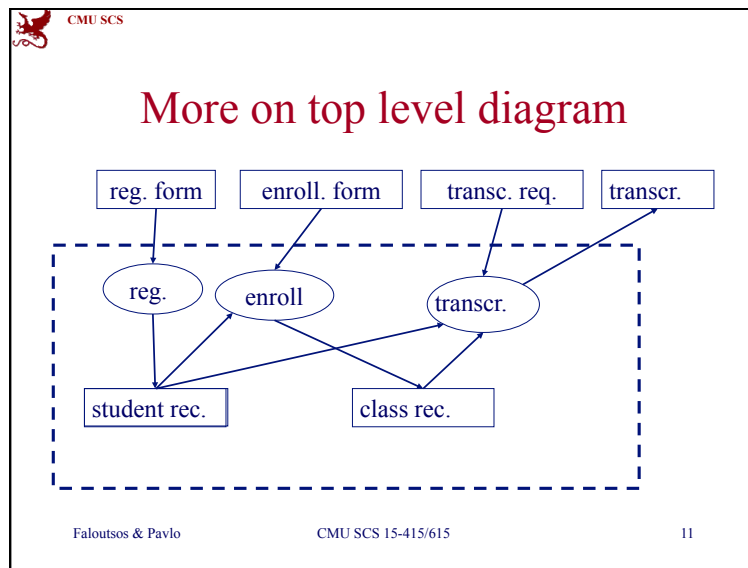 CMU SCS
More on top level diagram
reg. form
enroll. form
transc. req.
transcr.
reg.
enroll
transcr.
student rec.
class rec.
Faloutsos & Pavlo
CMU SCS 15-415/615
11